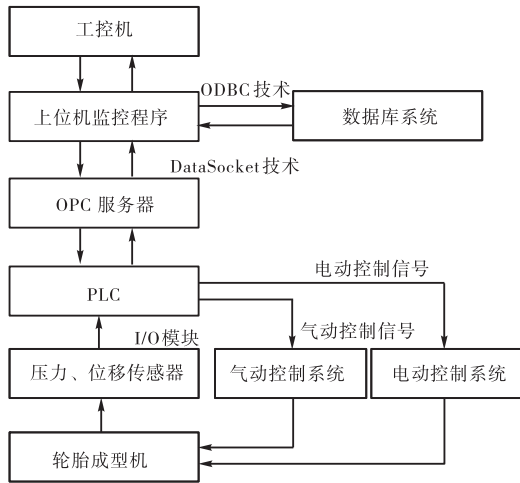 工控机
ODBC技术
上位机监控程序
数据库系统
DataSocket技术
OPC 服务器
电动控制信号
PLC
气动控制信号
I/O模块
压力、位移传感器
气动控制系统
电动控制系统
轮胎成型机